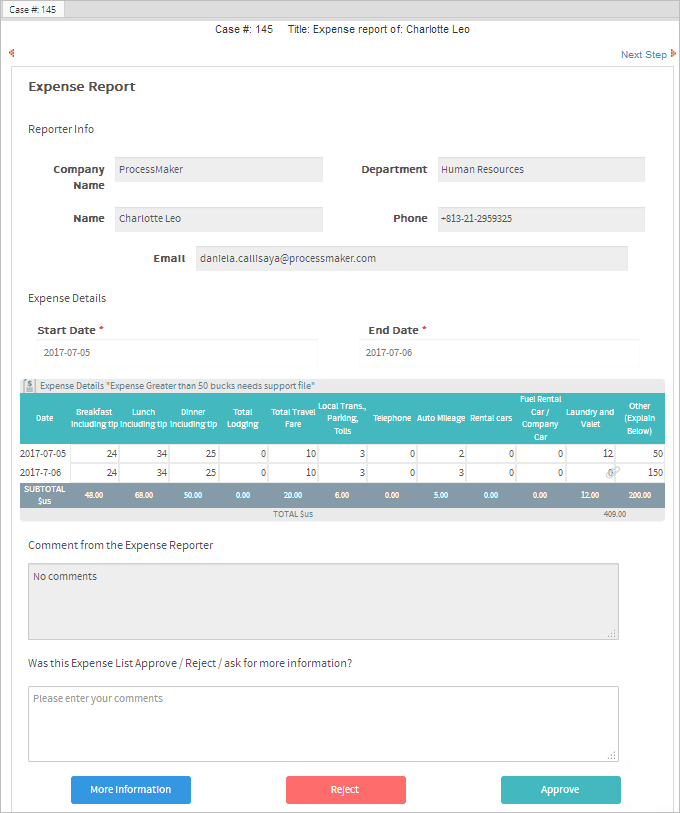 Case #: 145
Case #: 145 Title: Expense report of: Charlotte Leo
Next Step
Expense Report
Reporter Info
Company Name ProcessMaker Department Human Resources
Name Charlotte Leo Phone +813-21-2959325
Email daniela.callisaya@processmaker.com
Expense Details
Start Date * End Date *
2017-07-05 2017-07-06
Expense Details "Expense Greater than 50 bucks needs support file"
Date Breakfast including tip Lunch including tip Dinner including tip Total Lodging Total Travel Fare Local Trans., Parking, Tolls Telephone Auto Mileage Rental cars Fuel Rental Car / Company Car Laundry and Valet Other (Explain Below)
2017-07-05 24 34 25 0 10 3 0 2 0 0 12 50
2017-7-06 24 34 25 0 10 3 0 3 0 0 0 150
SUBTOTAL $us 48.00 68.00 50.00 0.00 20.00 6.00 0.00 5.00 0.00 0.00 12.00 200.00
TOTAL $us 409.00
Comment from the Expense Reporter
No comments
Was this Expense List Approve / Reject / ask for more information?
Please enter your comments
More Information Reject Approve